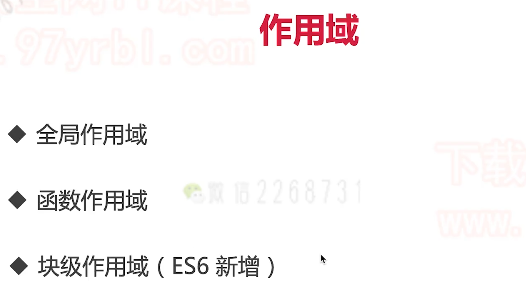 .97yrbl.com
作用域
◆ 全局作用域
下载
◆ 函数作用域
微信2268731
www.
◆ 块级作用域（ES6 新增）